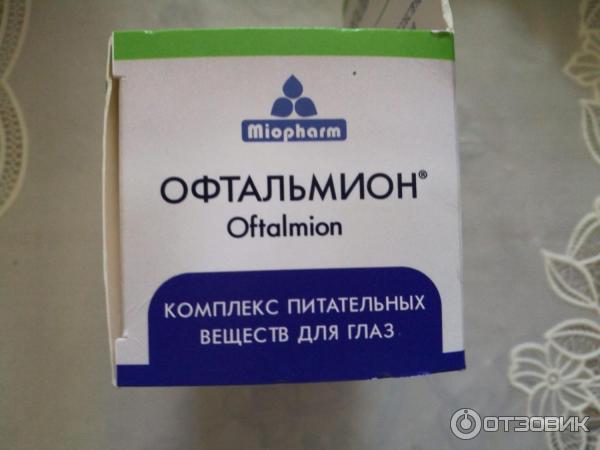 Miopharm
ОФТАЛЬМИОН®
Oftalmion
КОМПЛЕКС ПИТАТЕЛЬНЫХ
ВЕЩЕСТВ ДЛЯ ГЛАЗ
ОТЗОВИК